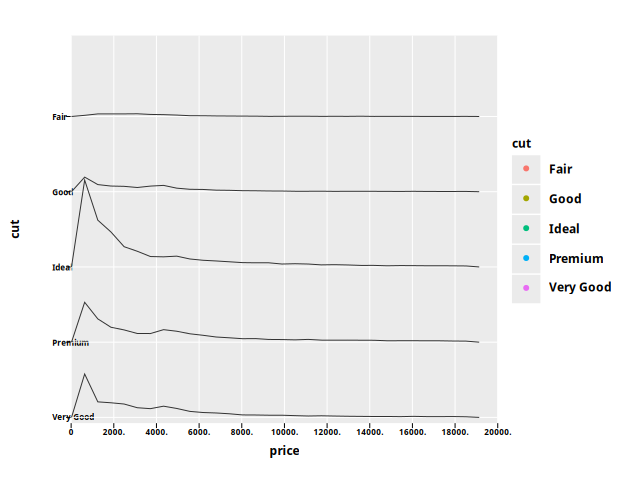 Fair
Good
Ideal
Premium
Very Good
cut
0 2000. 4000. 6000. 8000. 10000. 12000. 14000. 16000. 18000. 20000.
price
cut
Fair
Good
Ideal
Premium
Very Good